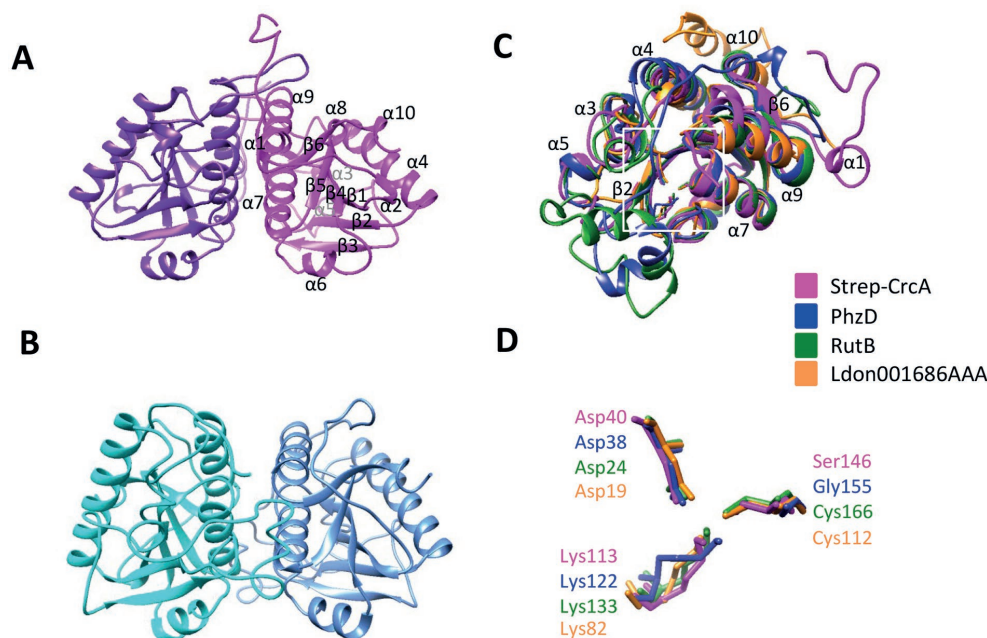 A
α9
α8
α10
α1
β6
α4
α3
β5
β4
β1
α5
α2
α7
β2
β3
α6
C
α10
α4
α3
β6
α5
α1
β2
α9
α7
Strep-CrcA
PhzD
RutB
Ldon001686AAA
B
D
Asp40
Asp38
Asp24
Asp19
Ser146
Gly155
Cys166
Cys112
Lys113
Lys122
Lys133
Lys82